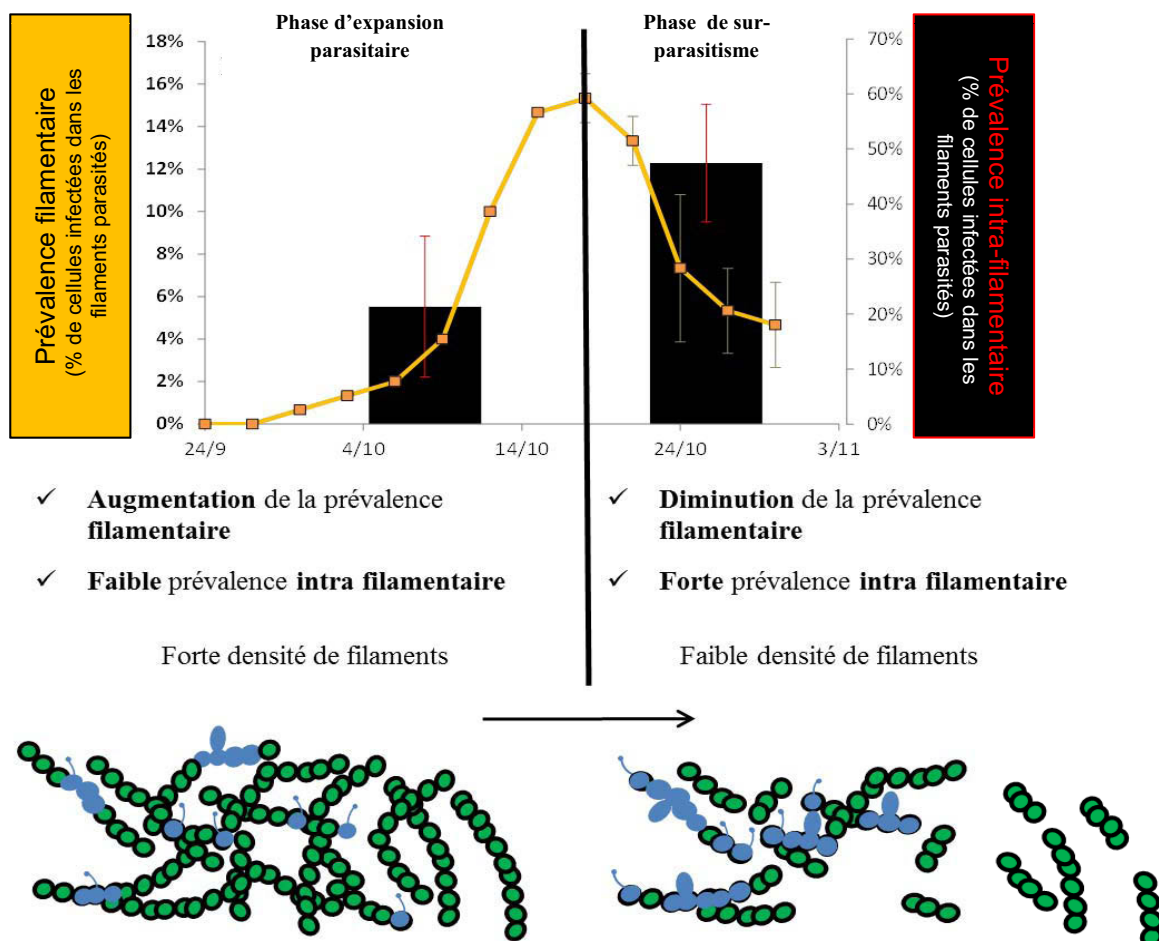 Phase d'expansion
parasitaire
Phase de sur-
parasitisme
Prévalence filamentaire
(% de cellules infectées dans les
filaments parasités)
18%
16%
14%
12%
10%
8%
6%
4%
2%
0%
70%
60%
50%
40%
30%
20%
10%
0%
Prévalence intra-filamentaire
(% de cellules infectées dans les
filaments parasités)
24/9
4/10
14/10
24/10
3/11
✓ Augmentation de la prévalence
filamentaire
✓ Faible prévalence intra filamentaire
Forte densité de filaments
✓ Diminution de la prévalence
filamentaire
✓ Forte prévalence intra filamentaire
Faible densité de filaments